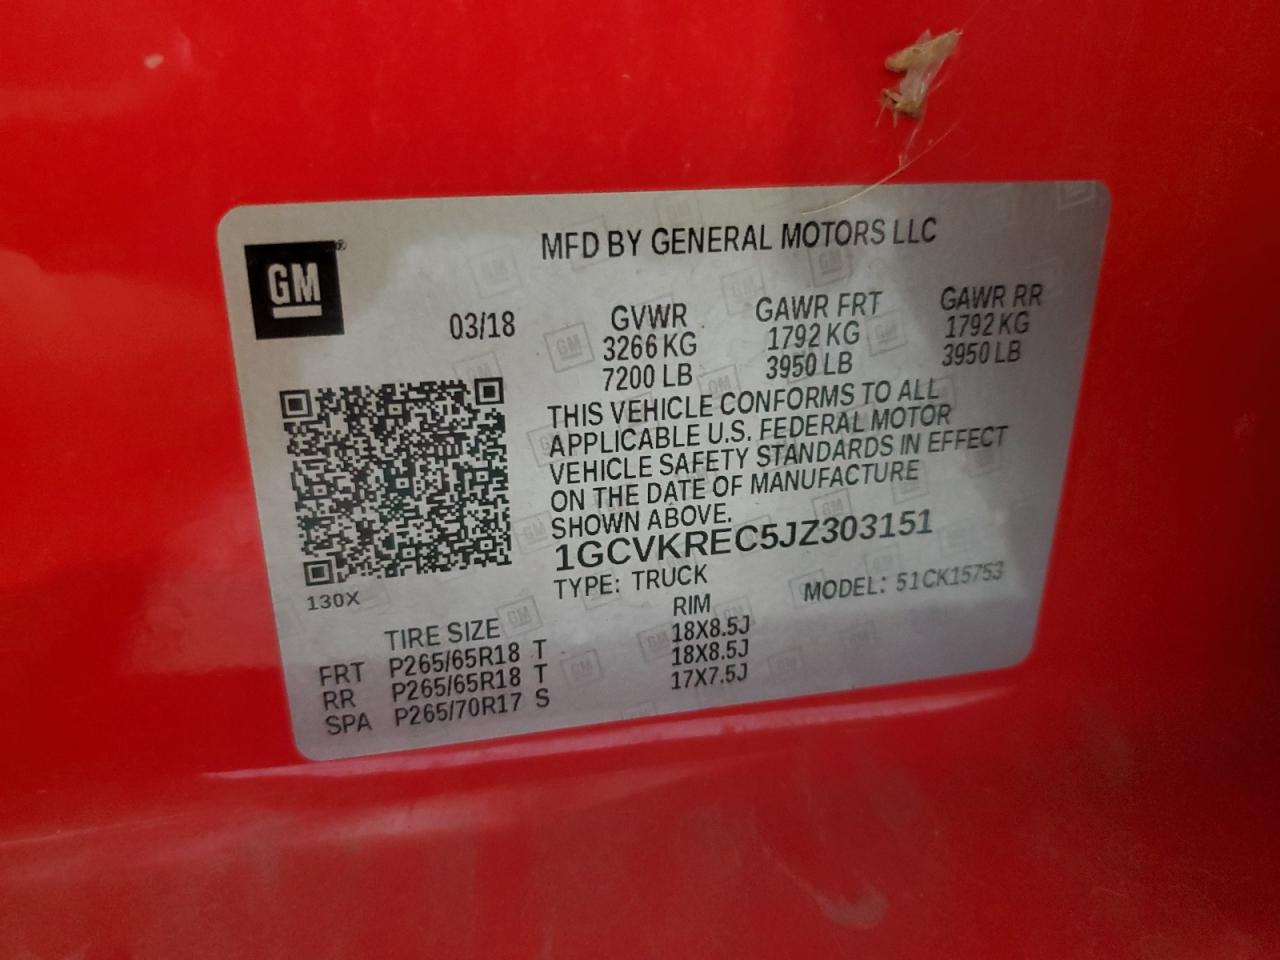 MFD BY GENERAL MOTORS LLC
GM ®
03/18
GVWR GAWR FRT GAWR RR
3266 KG 1792 KG 1792 KG
7200 LB 3950 LB 3950 LB
THIS VEHICLE CONFORMS TO ALL
APPLICABLE U.S. FEDERAL MOTOR
VEHICLE SAFETY STANDARDS IN EFFECT
ON THE DATE OF MANUFACTURE
SHOWN ABOVE.
1GCVKREC5JZ303151
TYPE: TRUCK MODEL: 51CK15753
130X
TIRE SIZE RIM
FRT P265/65R18 T 18X8.5J
RR P265/65R18 T 18X8.5J
SPA P265/70R17 S 17X7.5J